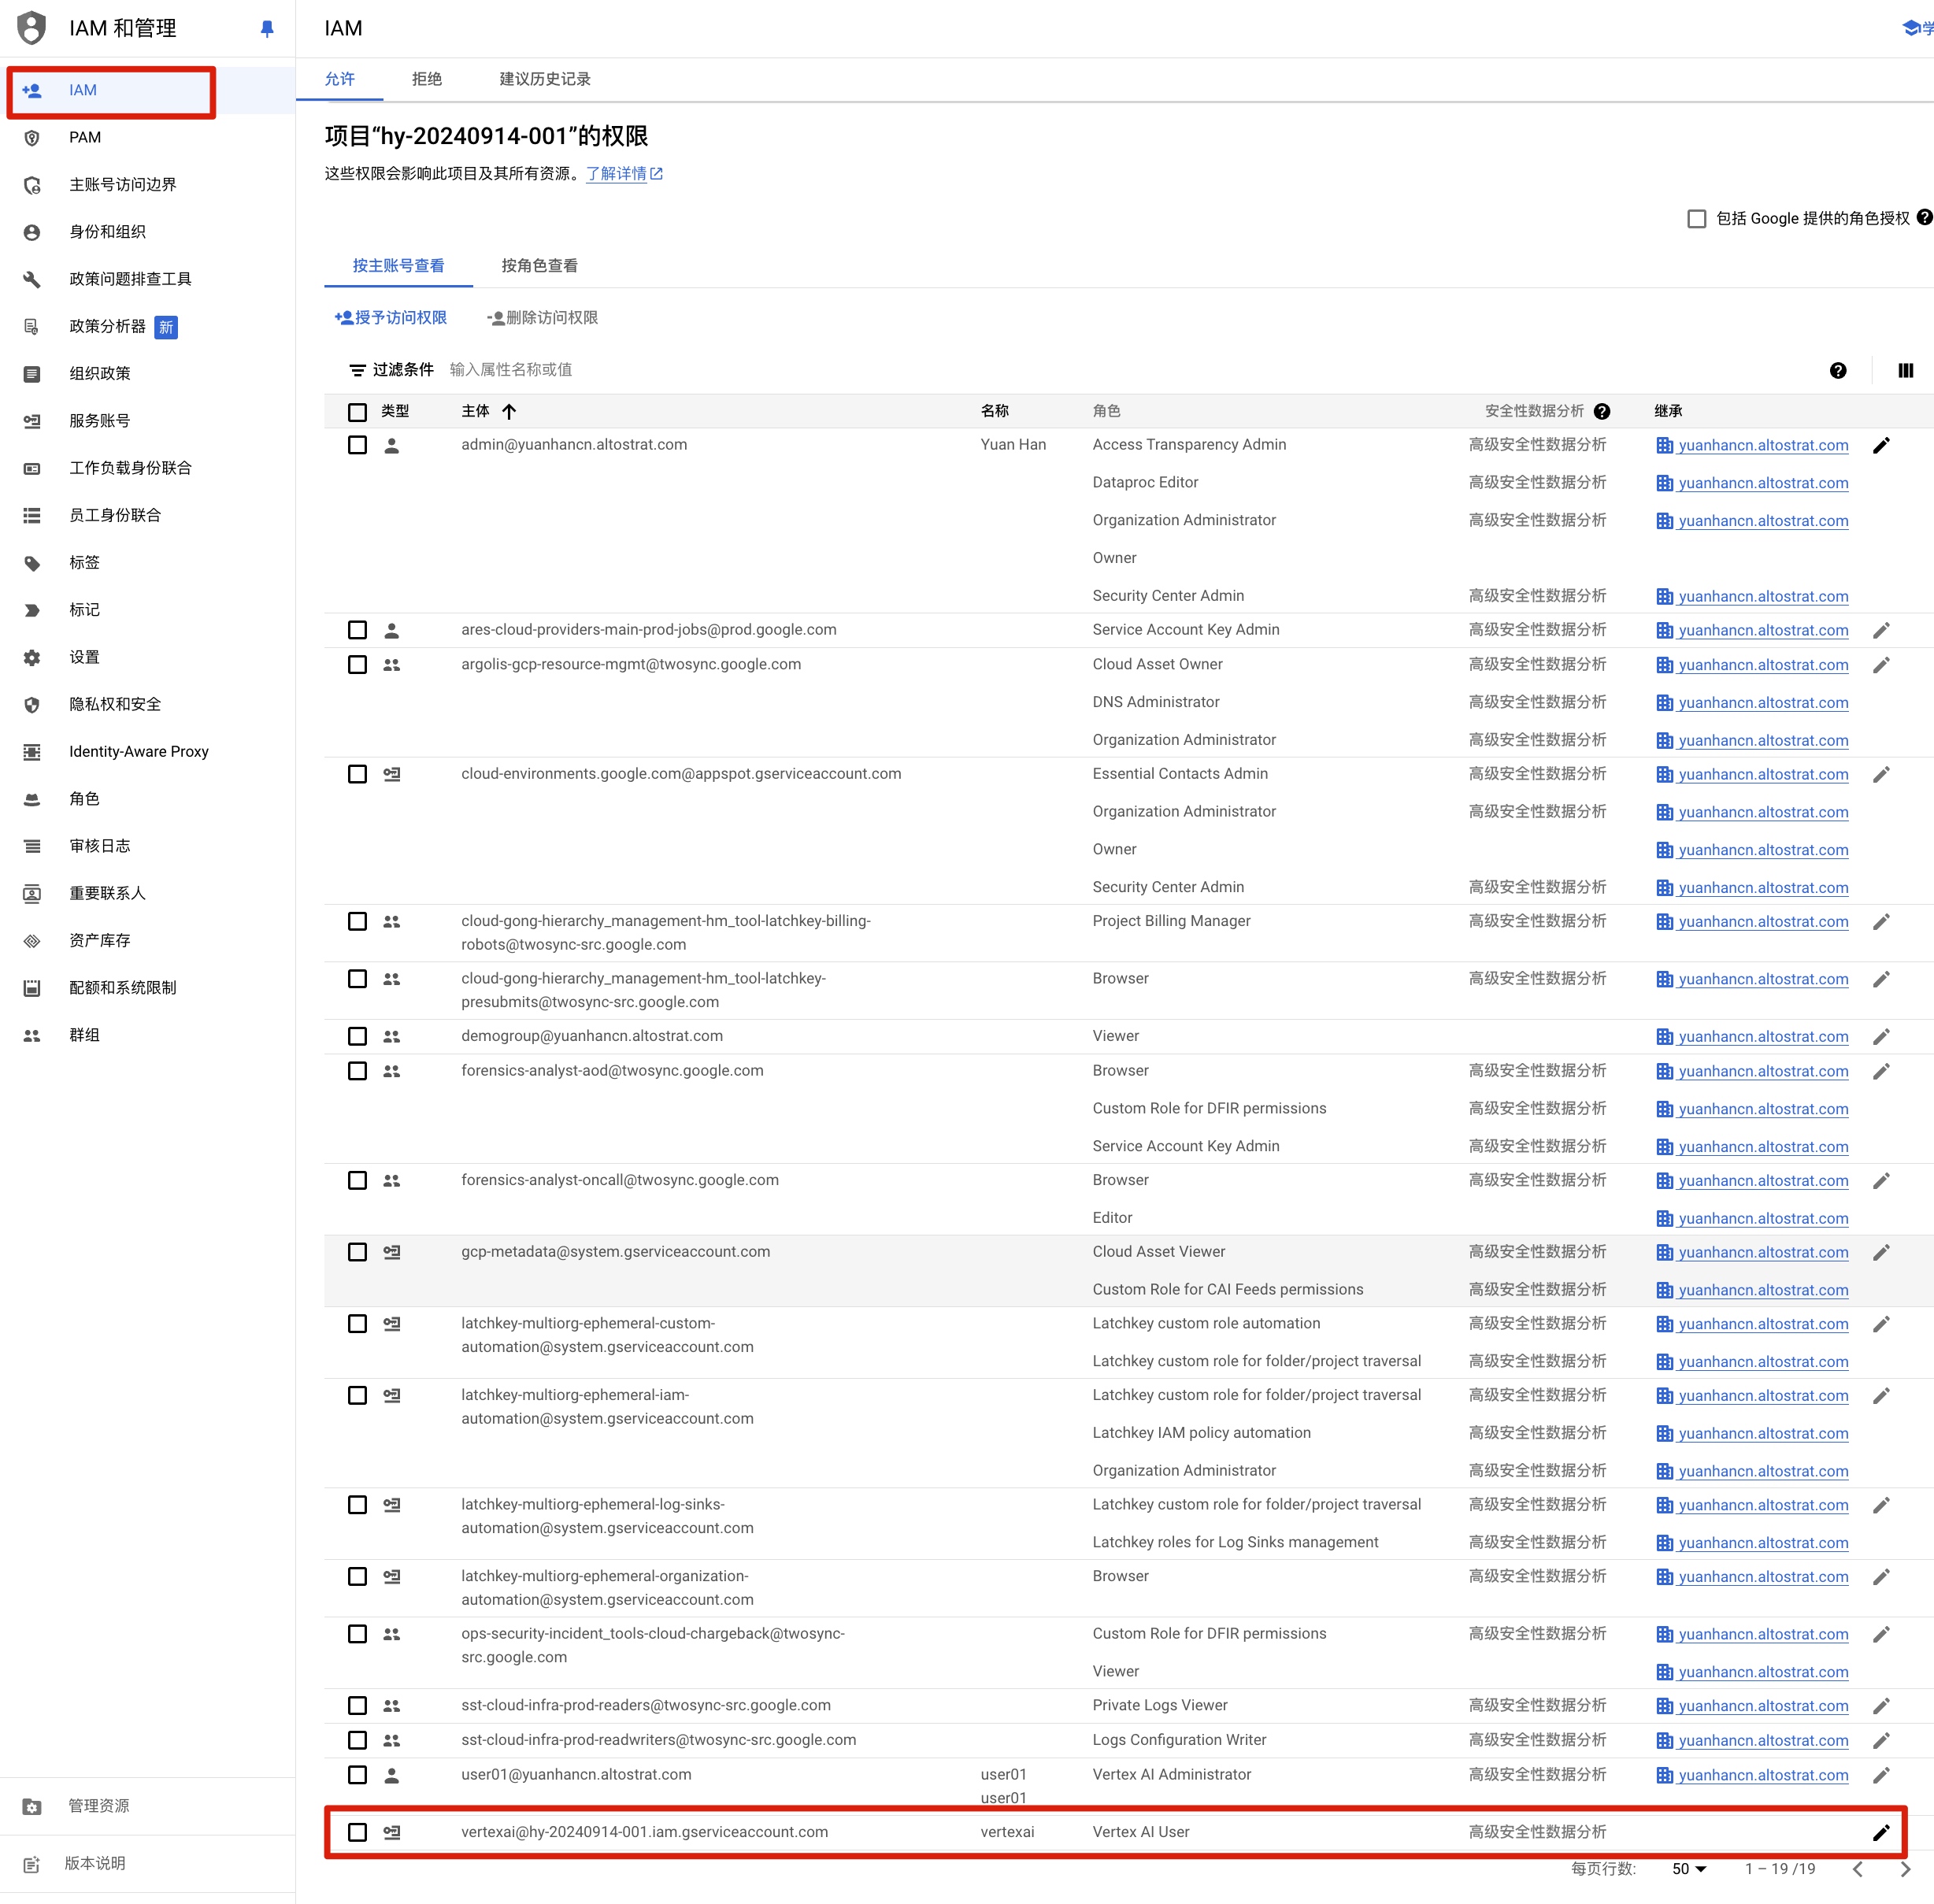 IAM 和管理
IAM
PAM
主账号访问边界
身份和组织
政策问题排查工具
政策分析器 新
组织政策
服务账号
工作负载身份联合
员工身份联合
标签
标记
设置
隐私权和安全
Identity-Aware Proxy
角色
审核日志
重要联系人
资产库存
配额和系统限制
群组
管理资源
版本说明
IAM
学
允许 拒绝 建议历史记录
项目“hy-20240914-001”的权限
这些权限会影响此项目及其所有资源。了解详情
包括 Google 提供的角色授权
按主账号查看 按角色查看
授予访问权限 删除访问权限
过滤条件 输入属性名称或值
类型 主体 名称 角色 安全性数据分析 继承
admin@yuanhancn.altostrat.com Yuan Han Access Transparency Admin 高级安全性数据分析 yuanhancn.altostrat.com
Dataproc Editor 高级安全性数据分析 yuanhancn.altostrat.com
Organization Administrator 高级安全性数据分析 yuanhancn.altostrat.com
Owner
Security Center Admin 高级安全性数据分析 yuanhancn.altostrat.com
ares-cloud-providers-main-prod-jobs@prod.google.com Service Account Key Admin 高级安全性数据分析 yuanhancn.altostrat.com
argolis-gcp-resource-mgmt@twosync.google.com Cloud Asset Owner 高级安全性数据分析 yuanhancn.altostrat.com
DNS Administrator 高级安全性数据分析 yuanhancn.altostrat.com
Organization Administrator 高级安全性数据分析 yuanhancn.altostrat.com
cloud-environments.google.com@appspot.gserviceaccount.com Essential Contacts Admin 高级安全性数据分析 yuanhancn.altostrat.com
Organization Administrator 高级安全性数据分析 yuanhancn.altostrat.com
Owner yuanhancn.altostrat.com
Security Center Admin 高级安全性数据分析 yuanhancn.altostrat.com
cloud-gong-hierarchy_management-hm_tool-latchkey-billing- Project Billing Manager 高级安全性数据分析 yuanhancn.altostrat.com
robots@twosync-src.google.com
cloud-gong-hierarchy_management-hm_tool-latchkey- Browser 高级安全性数据分析 yuanhancn.altostrat.com
presubmits@twosync-src.google.com
demogroup@yuanhancn.altostrat.com Viewer yuanhancn.altostrat.com
forensics-analyst-aod@twosync.google.com Browser 高级安全性数据分析 yuanhancn.altostrat.com
Custom Role for DFIR permissions 高级安全性数据分析 yuanhancn.altostrat.com
Service Account Key Admin 高级安全性数据分析 yuanhancn.altostrat.com
forensics-analyst-oncall@twosync.google.com Browser 高级安全性数据分析 yuanhancn.altostrat.com
Editor yuanhancn.altostrat.com
gcp-metadata@system.gserviceaccount.com Cloud Asset Viewer 高级安全性数据分析 yuanhancn.altostrat.com
Custom Role for CAI Feeds permissions 高级安全性数据分析 yuanhancn.altostrat.com
latchkey-multiorg-ephemeral-custom- Latchkey custom role automation 高级安全性数据分析 yuanhancn.altostrat.com
automation@system.gserviceaccount.com
Latchkey custom role for folder/project traversal 高级安全性数据分析 yuanhancn.altostrat.com
latchkey-multiorg-ephemeral-iam- Latchkey custom role for folder/project traversal 高级安全性数据分析 yuanhancn.altostrat.com
automation@system.gserviceaccount.com
Latchkey IAM policy automation 高级安全性数据分析 yuanhancn.altostrat.com
Organization Administrator 高级安全性数据分析 yuanhancn.altostrat.com
latchkey-multiorg-ephemeral-log-sinks- Latchkey custom role for folder/project traversal 高级安全性数据分析 yuanhancn.altostrat.com
automation@system.gserviceaccount.com
Latchkey roles for Log Sinks management 高级安全性数据分析 yuanhancn.altostrat.com
latchkey-multiorg-ephemeral-organization- Browser 高级安全性数据分析 yuanhancn.altostrat.com
automation@system.gserviceaccount.com
ops-security-incident_tools-cloud-chargeback@twosync- Custom Role for DFIR permissions 高级安全性数据分析 yuanhancn.altostrat.com
src.google.com
Viewer yuanhancn.altostrat.com
sst-cloud-infra-prod-readers@twosync-src.google.com Private Logs Viewer 高级安全性数据分析 yuanhancn.altostrat.com
sst-cloud-infra-prod-readwriters@twosync-src.google.com Logs Configuration Writer 高级安全性数据分析 yuanhancn.altostrat.com
user01@yuanhancn.altostrat.com user01 Vertex AI Administrator 高级安全性数据分析 yuanhancn.altostrat.com
user01
vertexai@hy-20240914-001.iam.gserviceaccount.com vertexai Vertex AI User 高级安全性数据分析
每页行数: 50 1 – 19 /19